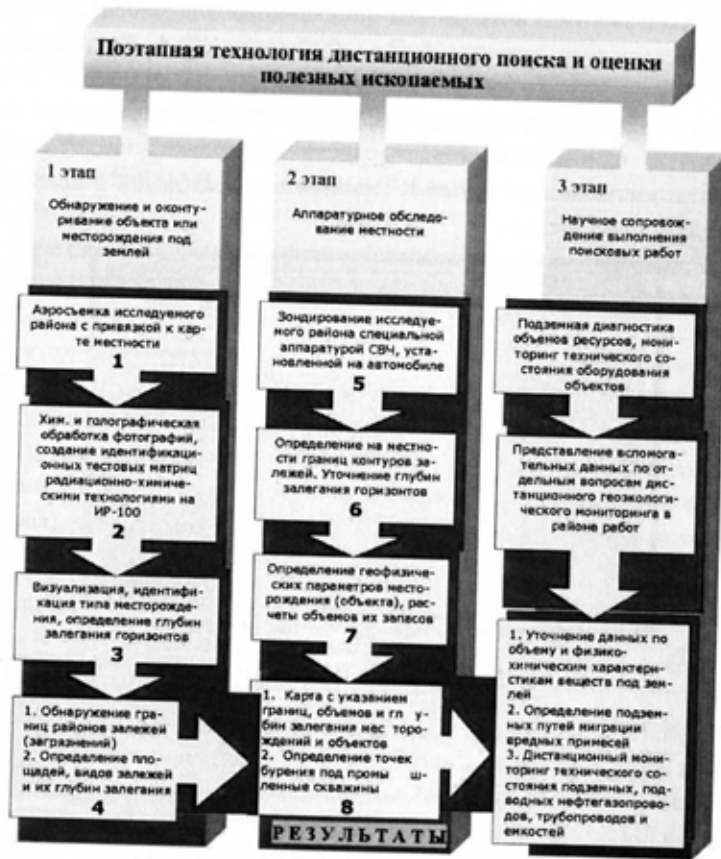 Поэтапная технология дистанционного поиска и оценки
полезных ископаемых
1 этап
Обнаружение и оконту-
ривание объекта или
месторождения под
землей
Аэросъемка исследуемого
района с привязкой к кар-
те местности
1
Хим. и голографическая
обработка фотографий,
создание идентификаци-
онных тестовых матриц
радиационно-химиче-
скими технологиями на
ИР-100
2
Визуализация, идентифи-
кация типа месторожде-
ния, определение глубин
залегания горизонтов
3
1. Обнаружение гра-
ниц районов залежей
(загрязнений)
2. Определение пло-
щадей, видов залежей
и их глубин залегания
4
2 этап
Аппаратурное обследо-
вание местности
Зондирование исследуе-
мого района специальной
аппаратурой СВЧ, уста-
новленной на автомобиле
5
Определение на местно-
сти границ контуров за-
лежей. Уточнение глубин
залегания горизонтов
6
Определение геофизиче-
ских параметров место-
рождения (объекта), рас-
четы объемов их запасов
7
1. Карта с указанием
границ, объемов и гл убин залегания мес торождений и объектов
2. Определение точек
бурения под промы ш
ленные скважины
8
РЕЗУЛЬТАТЫ
3 этап
Научное сопровож-
дение выполнения
поисковых работ
Подземная диагностика
объемов ресурсов, мони-
торинг технического со-
стояния оборудования
объектов
Представление вспомога-
тельных данных по от-
дельным вопросам дис-
танционного геоэкологи-
ческого мониторинга в
районе работ
1. Уточнение данных по
объему и физико-
химическим характери-
стикам веществ под зем-
лей
2. Определение подзем-
ных путей миграции
вредных примесей
3. Дистанционный мони-
торинг технического со-
стояния подземных, под-
водных нефтегазопрово-
дов, трубопроводов и
емкостей